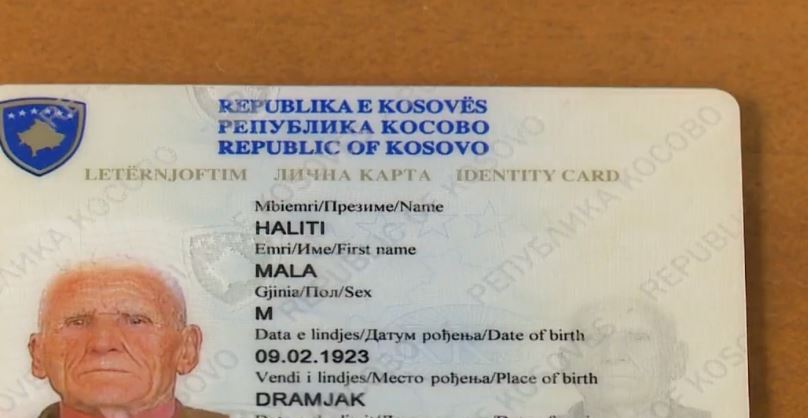 REPUBLIKA E KOSOVËS
РЕПУБЛИКА КОСОВО
REPUBLIC OF KOSOVO
LETËRNJOFTIM ЛИЧНА КАРТА IDENTITY CARD
Mbiemri/Презиме/Name
HALITI
Emri/Име/First name
MALA
Gjinia/Пол/Sex
M
Data e lindjes/Датум рођења/Date of birth
09.02.1923
Vendi i lindjes/Место рођења/Place of birth
DRAMJAK